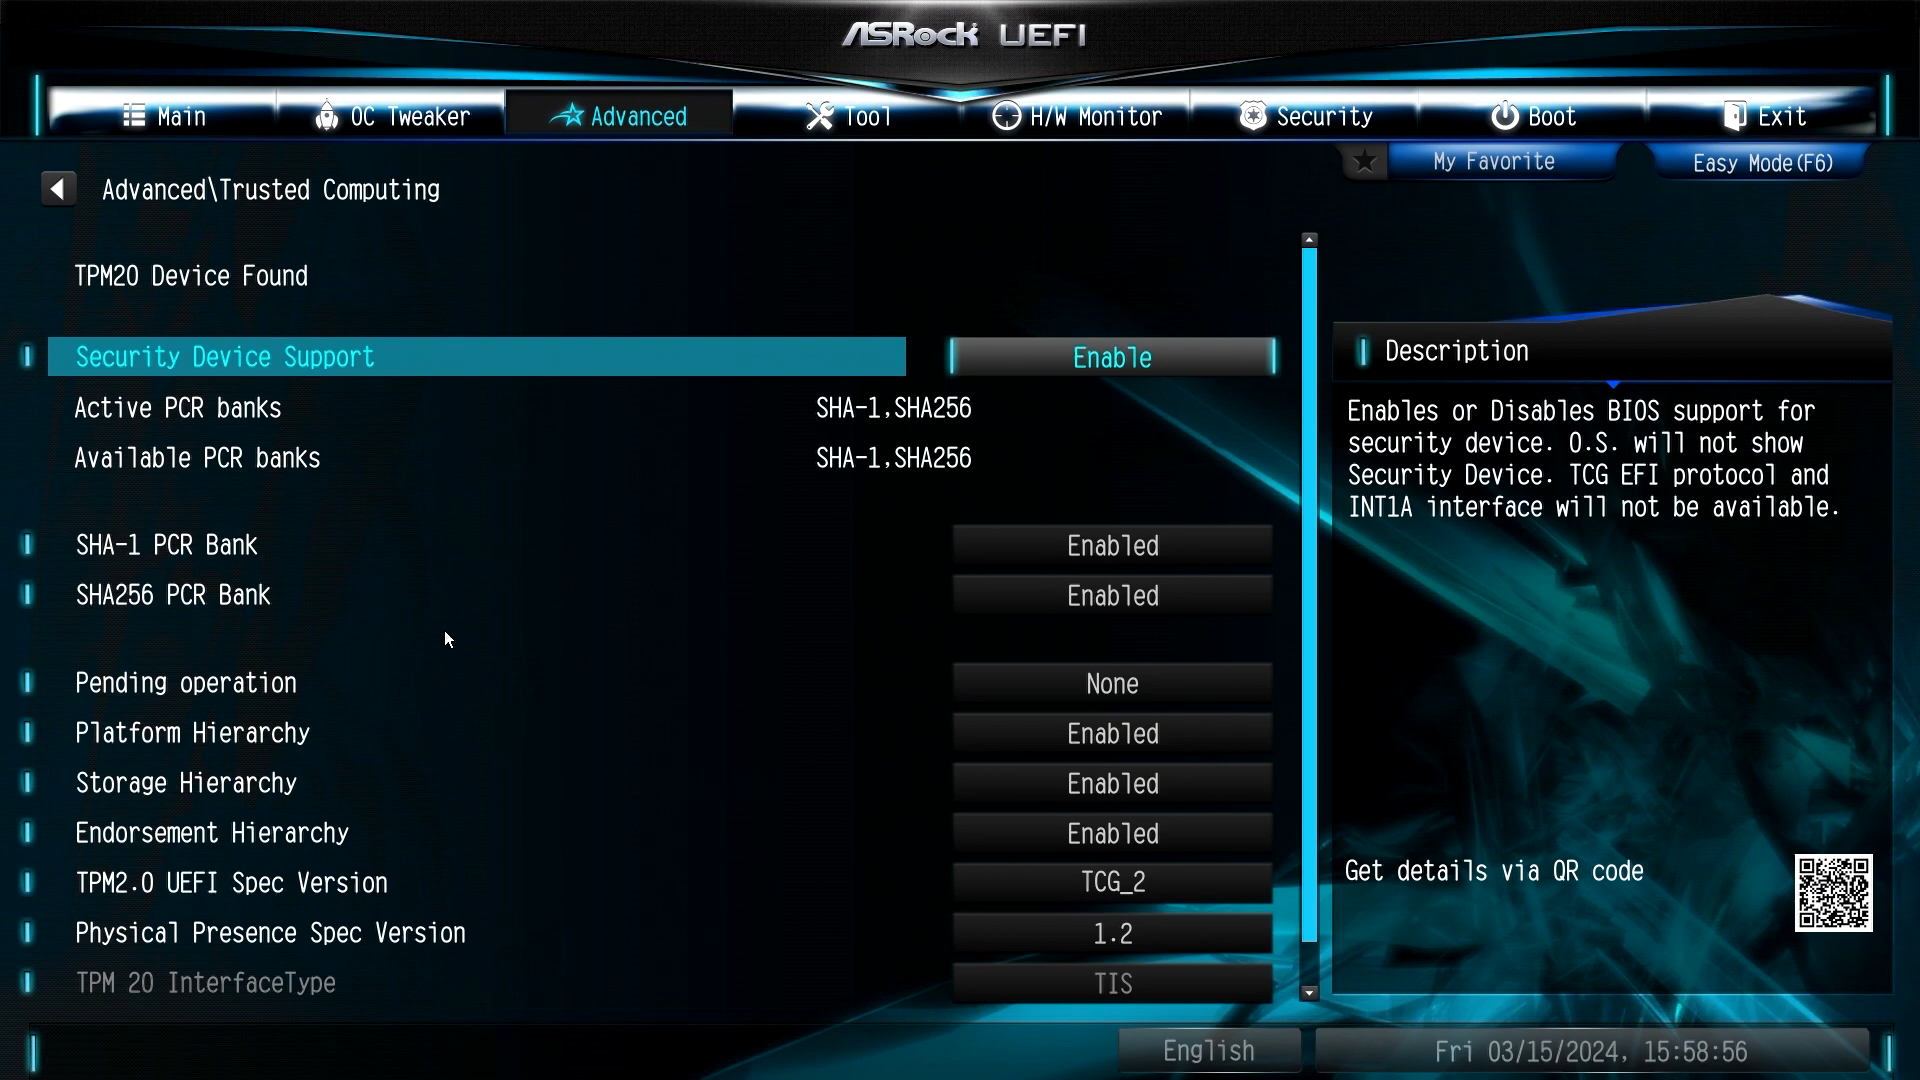 ASRock UEFI
Main OC Tweaker Advanced Tool H/W Monitor Security Boot Exit
My Favorite Easy Mode(F6)
Advanced\Trusted Computing
TPM20 Device Found
Security Device Support Enable
Active PCR banks SHA-1,SHA256
Available PCR banks SHA-1,SHA256
SHA-1 PCR Bank Enabled
SHA256 PCR Bank Enabled
Pending operation None
Platform Hierarchy Enabled
Storage Hierarchy Enabled
Endorsement Hierarchy Enabled
TPM2.0 UEFI Spec Version TCG_2
Physical Presence Spec Version 1.2
TPM 20 InterfaceType TIS
Description
Enables or Disables BIOS support for
security device. O.S. will not show
Security Device. TCG EFI protocol and
INT1A interface will not be available.
Get details via QR code
English Fri 03/15/2024, 15:58:56